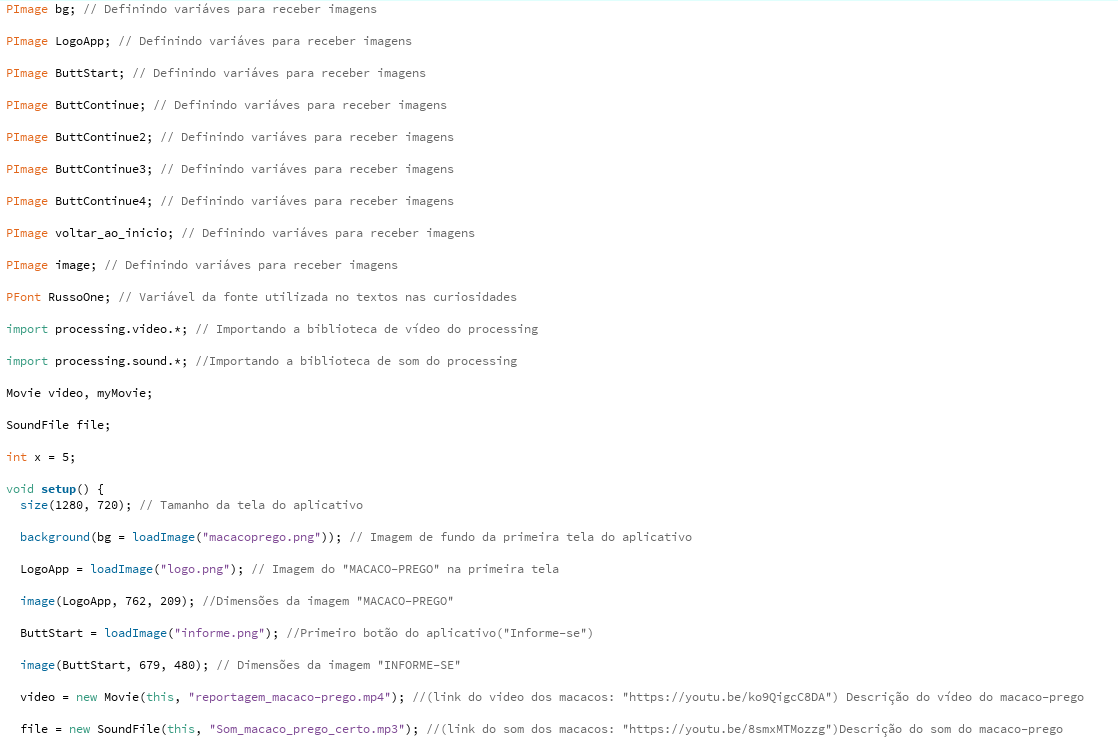 PImage bg; // Definindo variáves para receber imagens
PImage LogoApp; // Definindo variáves para receber imagens
PImage ButtStart; // Definindo variáves para receber imagens
PImage ButtContinue; // Definindo variáves para receber imagens
PImage ButtContinue2; // Definindo variáves para receber imagens
PImage ButtContinue3; // Definindo variáves para receber imagens
PImage ButtContinue4; // Definindo variáves para receber imagens
PImage voltar_ao_inicio; // Definindo variáves para receber imagens
PImage image; // Definindo variáves para receber imagens
PFont RussoOne; // Variável da fonte utilizada no textos nas curiosidades
import processing.video.*; // Importando a biblioteca de vídeo do processing
import processing.sound.*; //Importando a biblioteca de som do processing
Movie video, myMovie;
SoundFile file;
int x = 5;
void setup() {
size(1280, 720); // Tamanho da tela do aplicativo
background(bg = loadImage("macacoprego.png")); // Imagem de fundo da primeira tela do aplicativo
LogoApp = loadImage("logo.png"); // Imagem do "MACACO-PREGO" na primeira tela
image(LogoApp, 762, 209); //Dimensões da imagem "MACACO-PREGO"
ButtStart = loadImage("informe.png"); //Primeiro botão do aplicativo("Informe-se")
image(ButtStart, 679, 480); // Dimensões da imagem "INFORME-SE"
video = new Movie(this, "reportagem_macaco-prego.mp4"); //(link do video dos macacos: "https://youtu.be/ko9QigcC8DA") Descrição do vídeo do macaco-prego
file = new SoundFile(this, "Som_macaco_prego_certo.mp3"); //(link do som dos macacos: "https://youtu.be/8smxMTMozzg")Descrição do som do macaco-prego